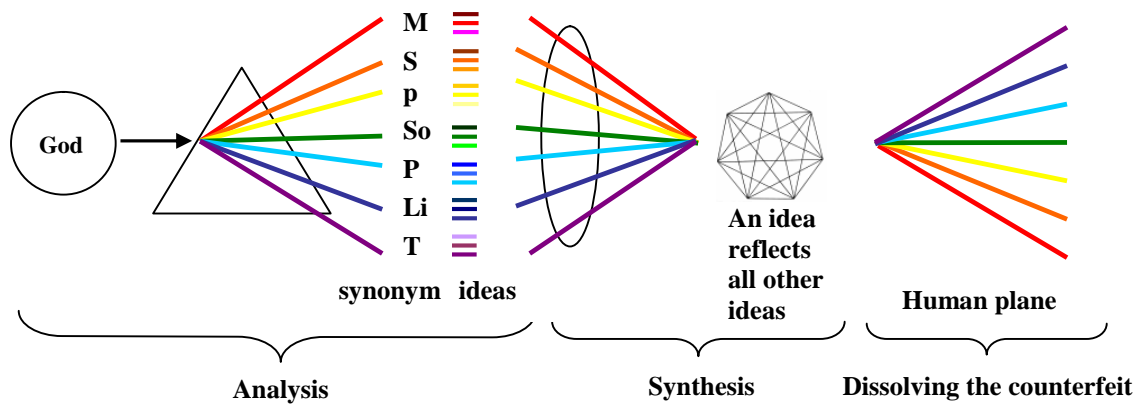 God
M
S
p
So
P
Li
T
synonym ideas
An idea
reflects
all other
ideas
Human plane
Analysis
Synthesis
Dissolving the counterfeit